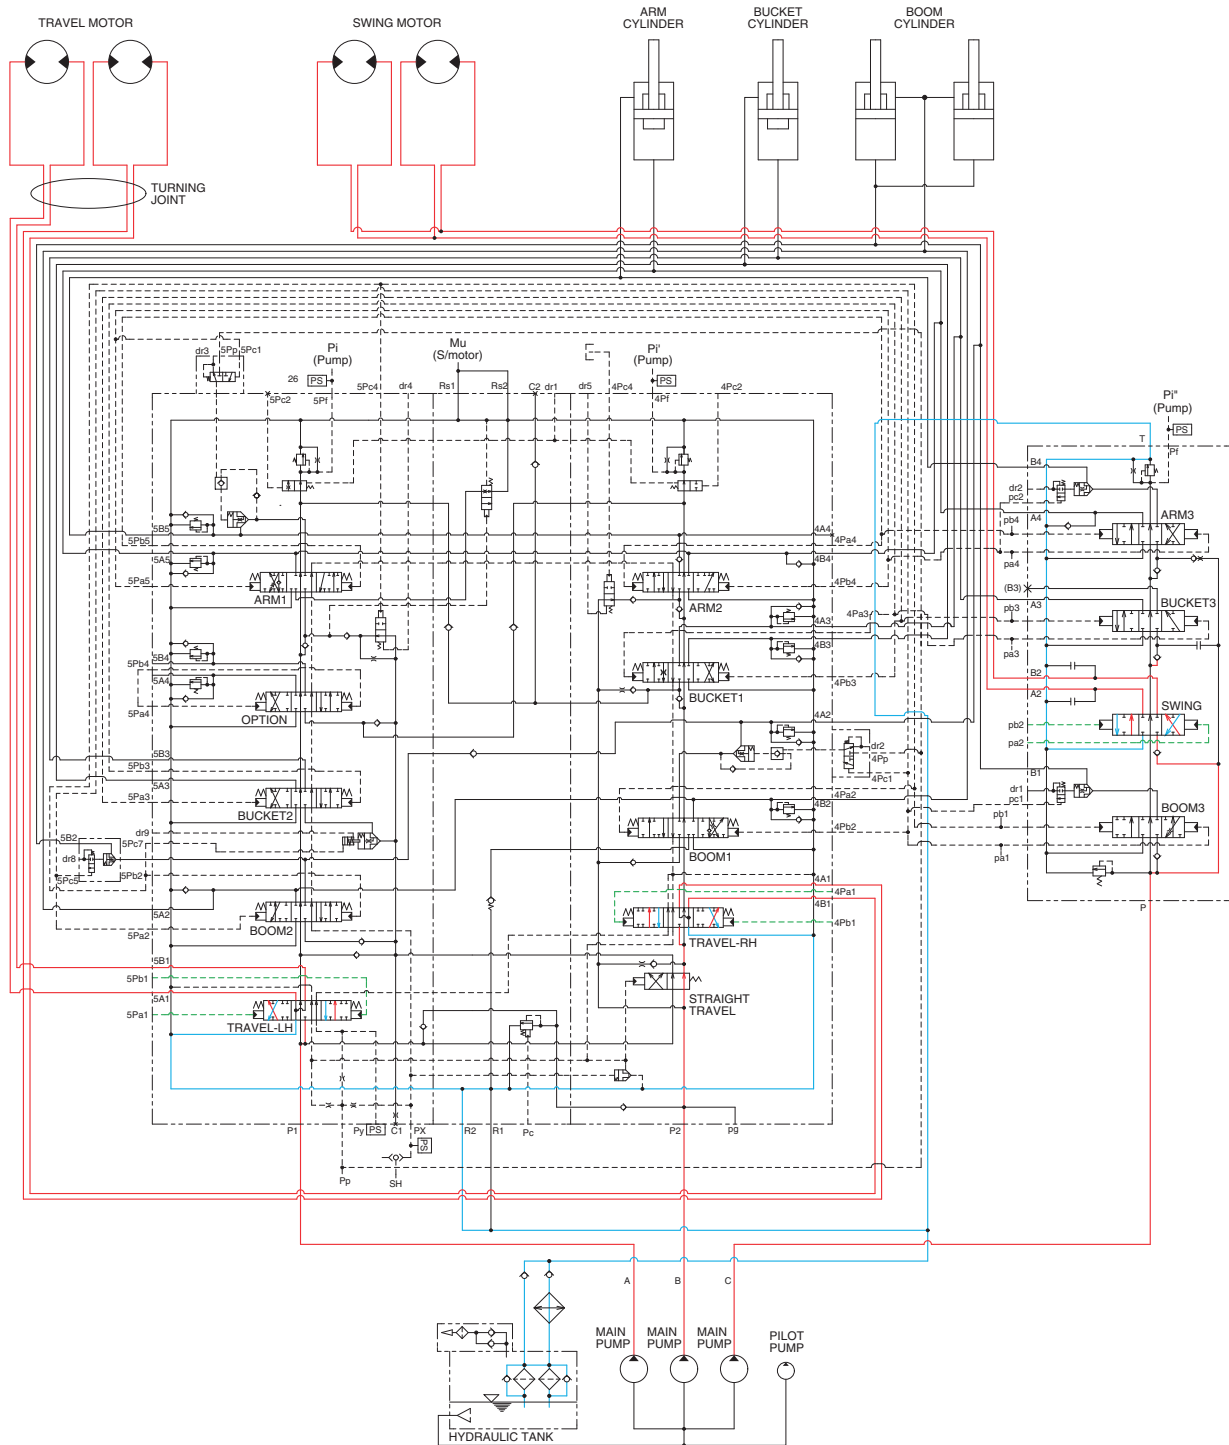 TRAVEL MOTOR
SWING MOTOR
ARM
CYLINDER
BUCKET
CYLINDER
BOOM
CYLINDER
TURNING
JOINT
dr3
5Pp
5Pc1
Pi
(Pump)
Mu
(S/motor)
Pi'
(Pump)
26
PS
5Pc2
5Pf
5Pc4
dr4
Rs1
Rs2
C2
dr1
dr5
4Pc4
PS
4Pf
4Pc2
Pi"
(Pump)
PS
T
Pf
B4
dr2
pc2
A4
pb4
pa4
ARM3
(B3)
A3
pb3
pa3
BUCKET3
B2
A2
pb2
pa2
SWING
B1
dr1
pc1
pb1
pa1
BOOM3
P
5B5
5Pb5
5A5
5Pa5
ARM1
4A4
4Pa4
4B4
4Pb4
ARM2
5B4
5Pb4
5A4
5Pa4
OPTION
4Pa3
4A3
4B3
4Pb3
BUCKET1
5B3
5Pb3
5A3
5Pa3
BUCKET2
4A2
dr2
4Pp
4Pc1
4Pa2
4B2
4Pb2
BOOM1
5B2
dr9
5Pc7
dr8
5Pc5
5Pb2
5A2
5Pa2
BOOM2
4A1
4Pa1
4B1
4Pb1
TRAVEL-RH
5B1
5Pb1
5A1
5Pa1
TRAVEL-LH
STRAIGHT
TRAVEL
P1
Py
PS
C1
PX
PS
R2
R1
Pc
P2
pg
Pp
SH
A
B
C
MAIN
PUMP
MAIN
PUMP
MAIN
PUMP
PILOT
PUMP
HYDRAULIC TANK